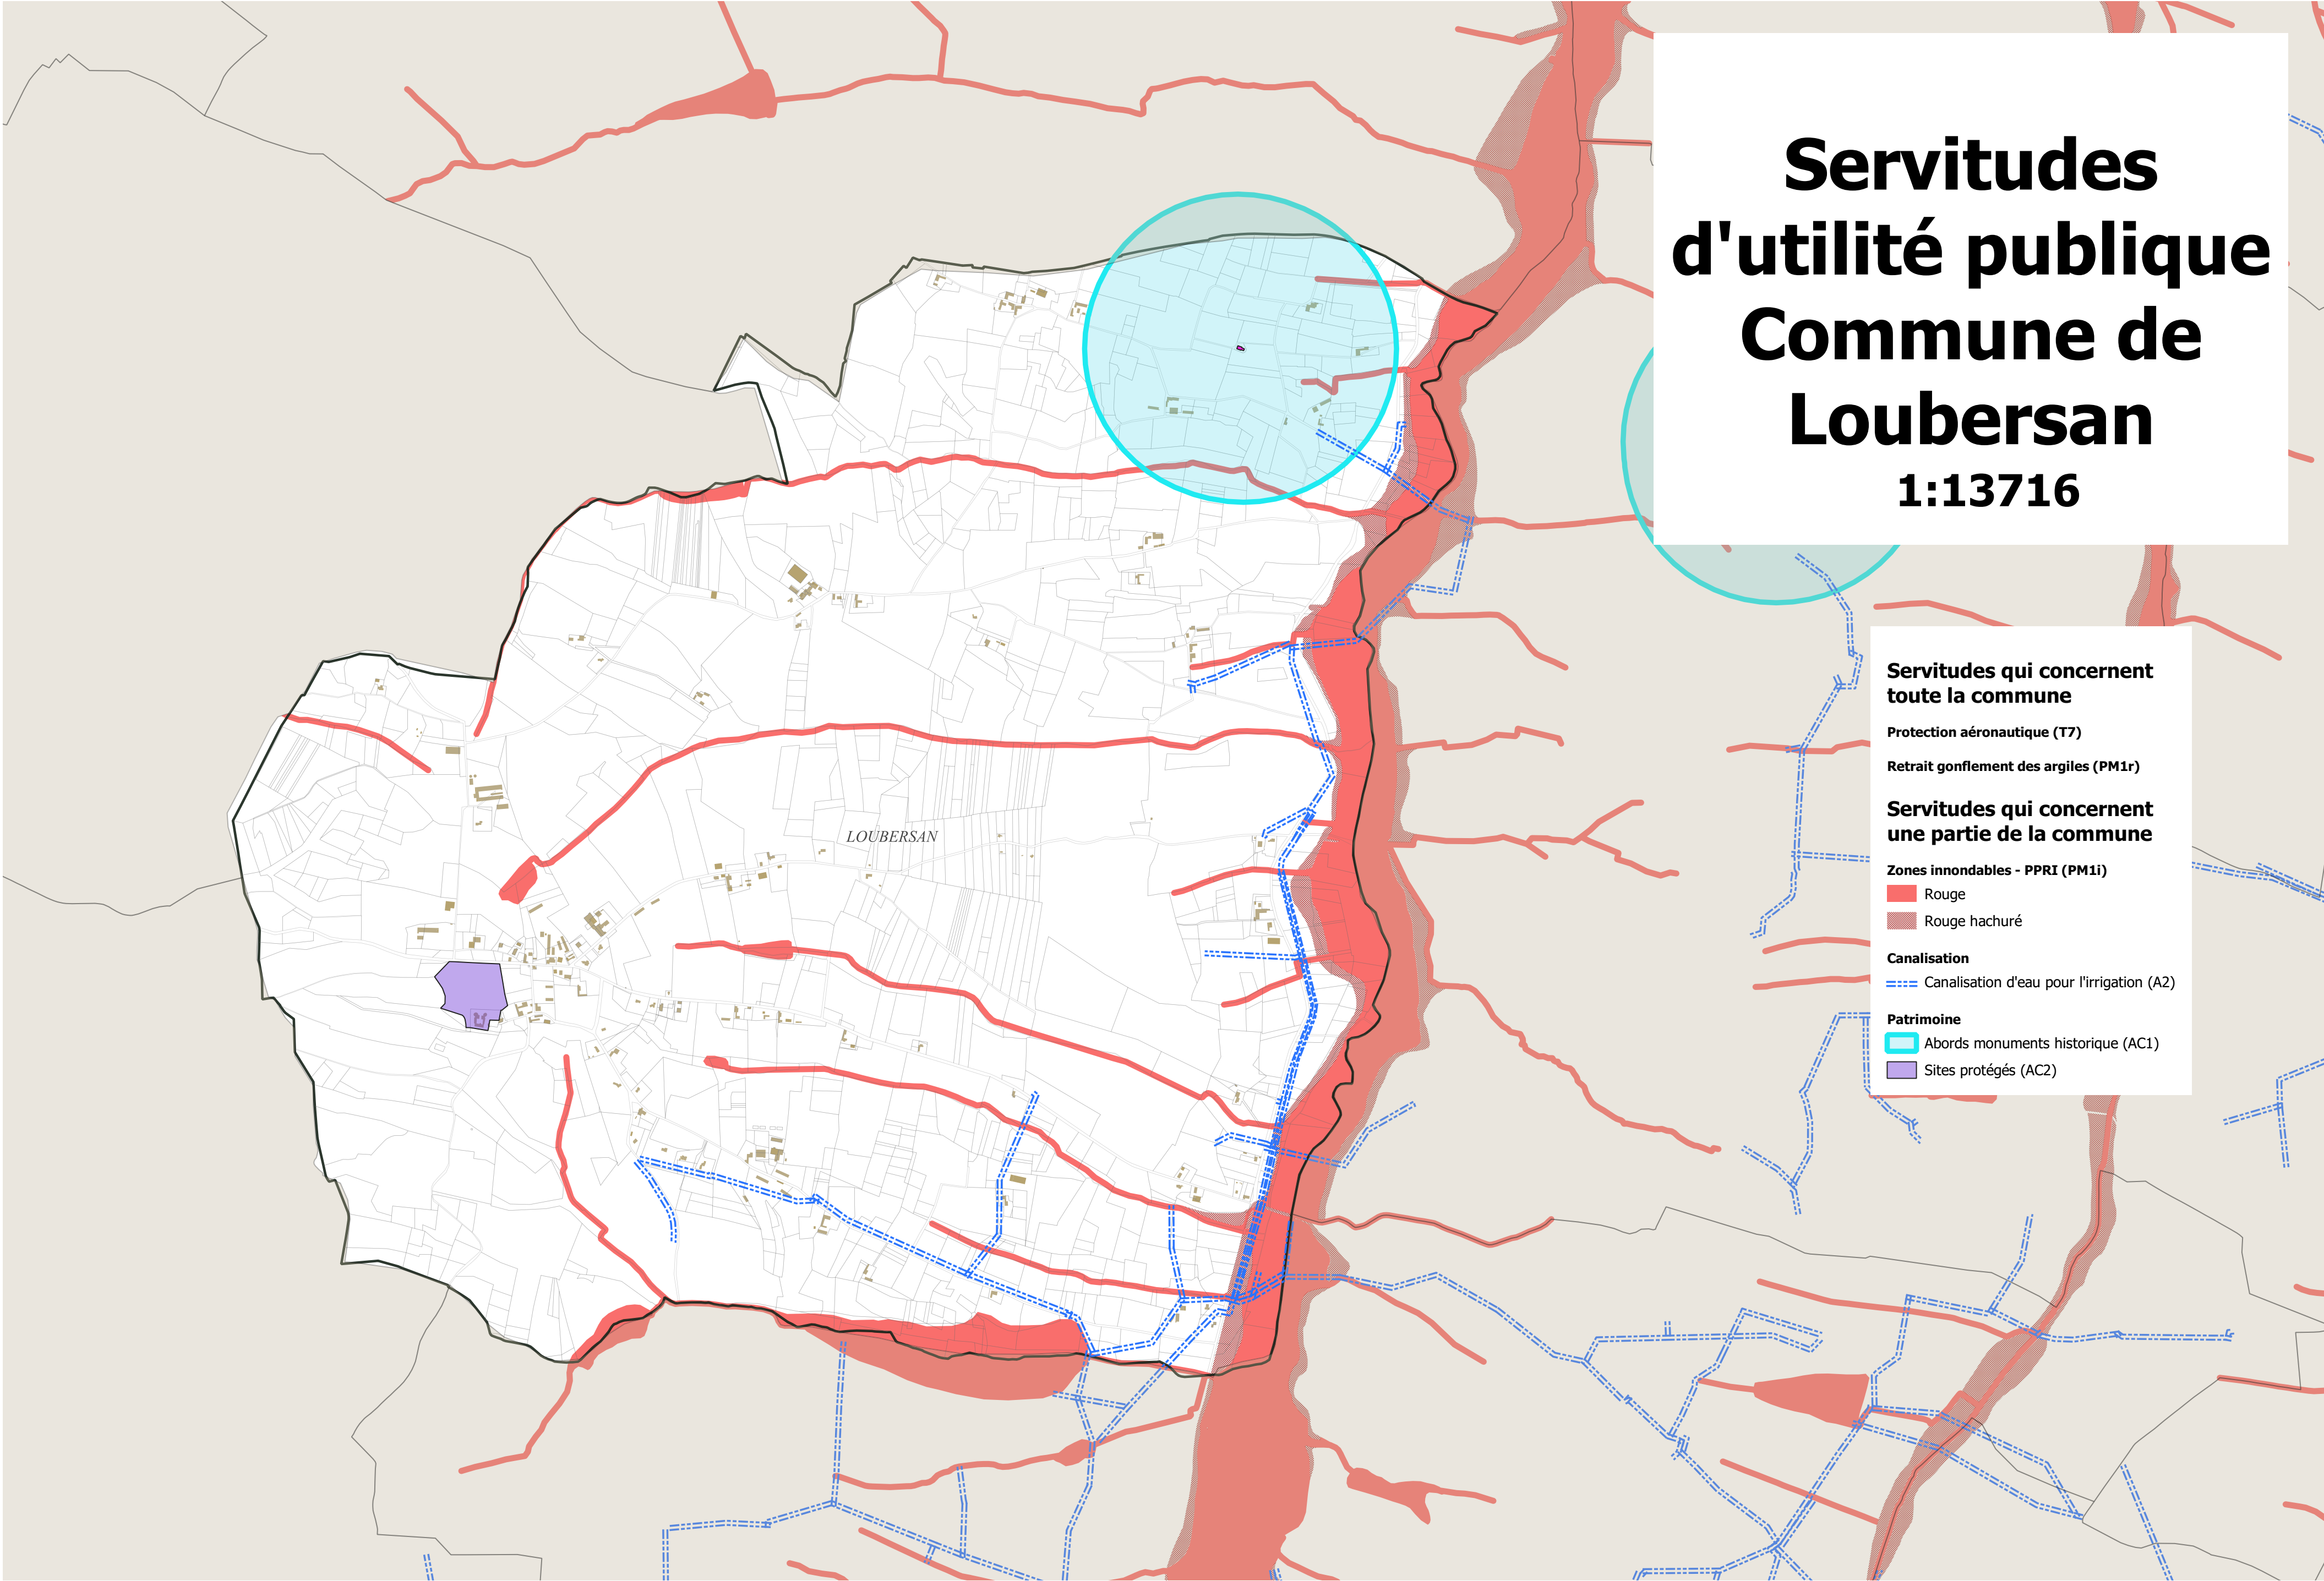 Servitudes
d'utilité publique
Commune de
Loubersan
1:13716
Servitudes qui concernent
toute la commune
Protection aéronautique (T7)
Retrait gonflement des argiles (PM1r)
Servitudes qui concernent
une partie de la commune
Zones innondables - PPRI (PM1i)
Rouge
Rouge hachuré
Canalisation
Canalisation d'eau pour l'irrigation (A2)
Patrimoine
Abords monuments historique (AC1)
Sites protégés (AC2)
LOUBERSAN